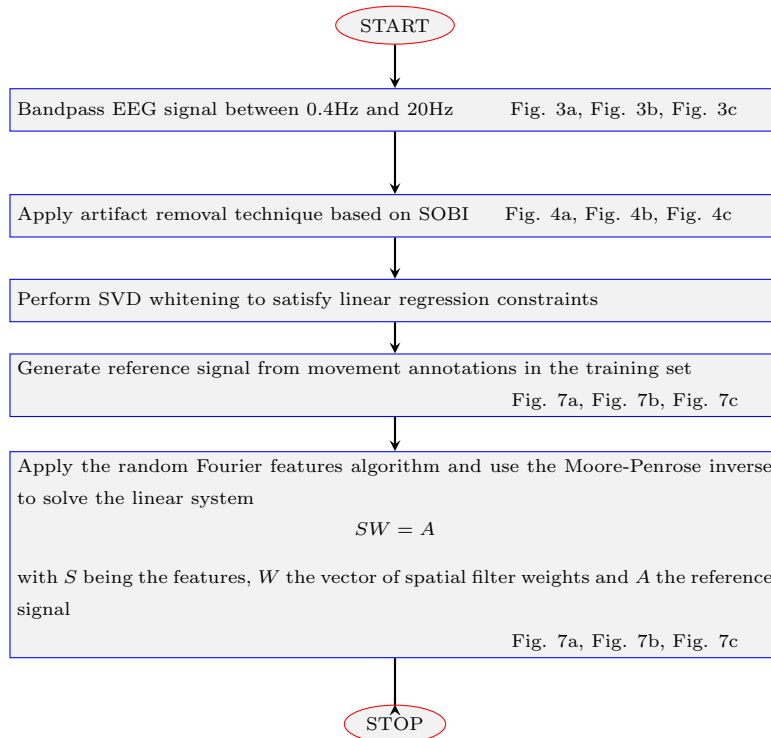 START
Bandpass EEG signal between 0.4Hz and 20Hz Fig. 3a, Fig. 3b, Fig. 3c
Apply artifact removal technique based on SOBI Fig. 4a, Fig. 4b, Fig. 4c
Perform SVD whitening to satisfy linear regression constraints
Generate reference signal from movement annotations in the training set
Fig. 7a, Fig. 7b, Fig. 7c
Apply the random Fourier features algorithm and use the Moore-Penrose inverse
to solve the linear system
SW = A
with S being the features, W the vector of spatial filter weights and A the reference
signal
Fig. 7a, Fig. 7b, Fig. 7c
STOP